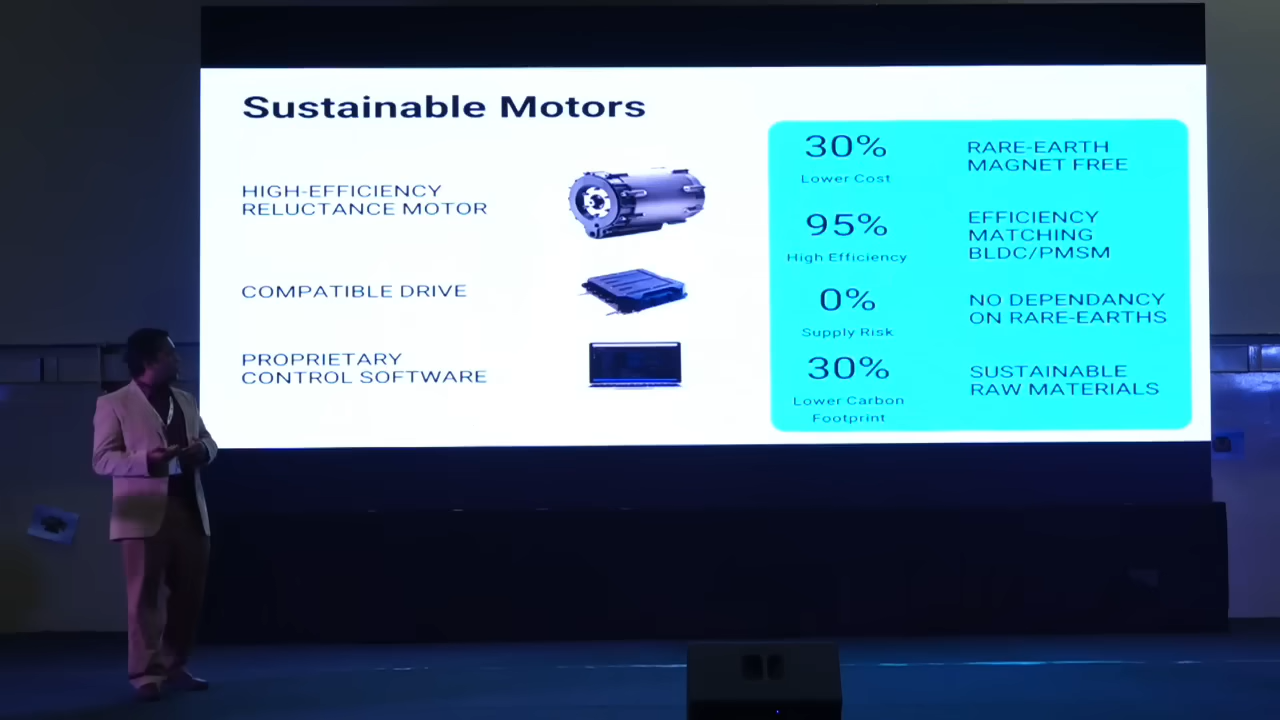 Sustainable Motors
HIGH-EFFICIENCY
RELUCTANCE MOTOR
COMPATIBLE DRIVE
PROPRIETARY
CONTROL SOFTWARE
30%
Lower Cost
RARE-EARTH
MAGNET FREE
95%
High Efficiency
EFFICIENCY
MATCHING
BLDC/PMSM
0%
Supply Risk
NO DEPENDANCY
ON RARE-EARTHS
30%
Lower Carbon
Footprint
SUSTAINABLE
RAW MATERIALS